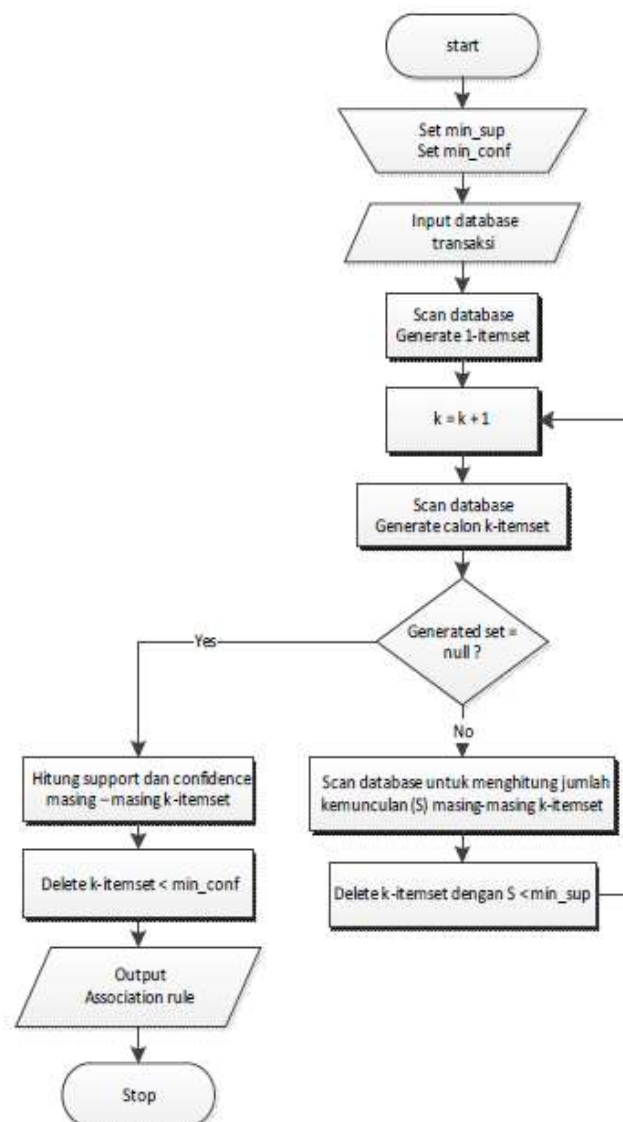 start
Set min_sup
Set min_conf
Input database
transaksi
Scan database
Generate 1-itemset
k = k + 1
Scan database
Generate calon k-itemset
Generated set =
null ?
Yes
No
Hitung support dan confidence
masing – masing k-itemset
Scan database untuk menghitung jumlah
kemunculan (S) masing-masing k-itemset
Delete k-itemset < min_conf
Delete k-itemset dengan S < min_sup
Output
Association rule
Stop